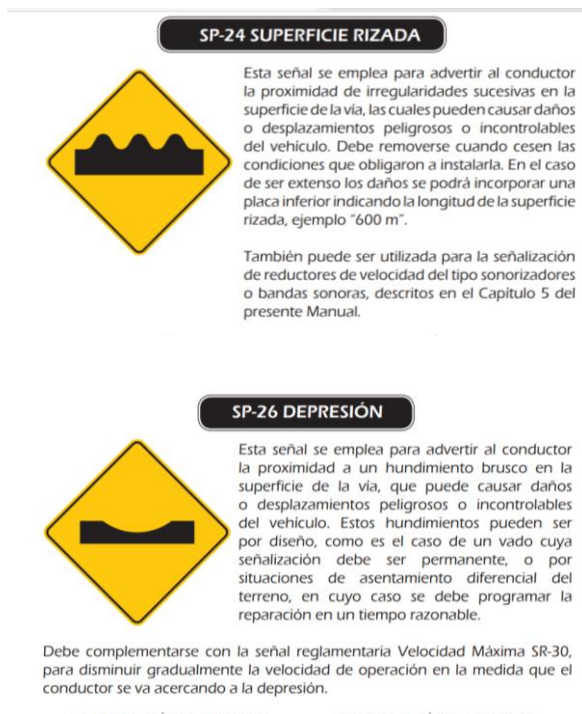 SP-24 SUPERFICIE RIZADA
Esta señal se emplea para advertir al conductor
la proximidad de irregularidades sucesivas en la
superficie de la vía, las cuales pueden causar daños
o desplazamientos peligrosos o incontrolables
del vehículo. Debe removerse cuando cesen las
condiciones que obligaron a instalarla. En el caso
de ser extenso los daños se podrá incorporar una
placa inferior indicando la longitud de la superficie
rizada, ejemplo "600 m".
También puede ser utilizada para la señalización
de reductores de velocidad del tipo sonorizadores
o bandas sonoras, descritos en el Capítulo 5 del
presente Manual.
SP-26 DEPRESIÓN
Esta señal se emplea para advertir al conductor
la proximidad a un hundimiento brusco en la
superficie de la vía, que puede causar daños
o desplazamientos peligrosos o incontrolables
del vehículo. Estos hundimientos pueden ser
por diseño, como es el caso de un vado cuya
señalización debe ser permanente, o por
situaciones de asentamiento diferencial del
terreno, en cuyo caso se debe programar la
reparación en un tiempo razonable.
Debe complementarse con la señal reglamentaria Velocidad Máxima SR-30,
para disminuir gradualmente la velocidad de operación en la medida que el
conductor se va acercando a la depresión.